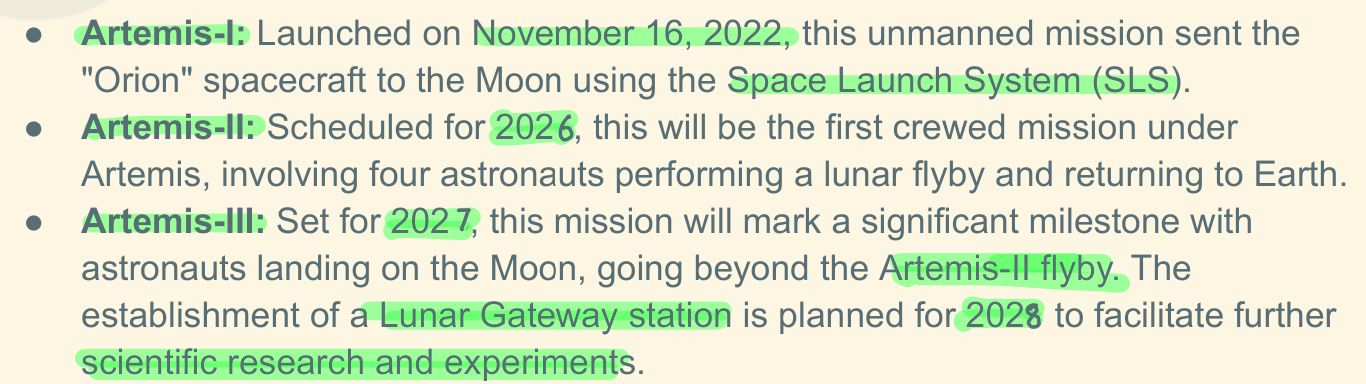 ● Artemis-I: Launched on November 16, 2022, this unmanned mission sent the
"Orion" spacecraft to the Moon using the Space Launch System (SLS).
● Artemis-II: Scheduled for 2026, this will be the first crewed mission under
Artemis, involving four astronauts performing a lunar flyby and returning to Earth.
● Artemis-III: Set for 2027, this mission will mark a significant milestone with
astronauts landing on the Moon, going beyond the Artemis-II flyby. The
establishment of a Lunar Gateway station is planned for 2028 to facilitate further
scientific research and experiments.